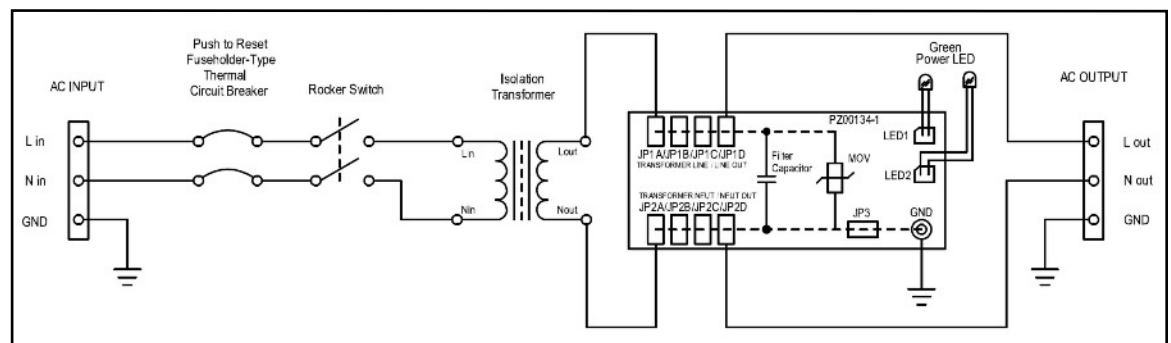 AC INPUT
L in
N in
GND
Push to Reset
Fuseholder-Type
Thermal
Circuit Breaker
Rocker Switch
Isolation
Transformer
Lin
Nin
Lout
Nout
JP1A/JP1B/JP1C/JP1D
TRANSFORMER LINE / LINE OUT
TRANSFORMER NEUT / NEUT OUT
JP2A/JP2B/JP2C/JP2D
Filter
Capacitor
MOV
JP3
GND
PZ00134-1
LED1
LED2
Green
Power LED
AC OUTPUT
L out
N out
GND